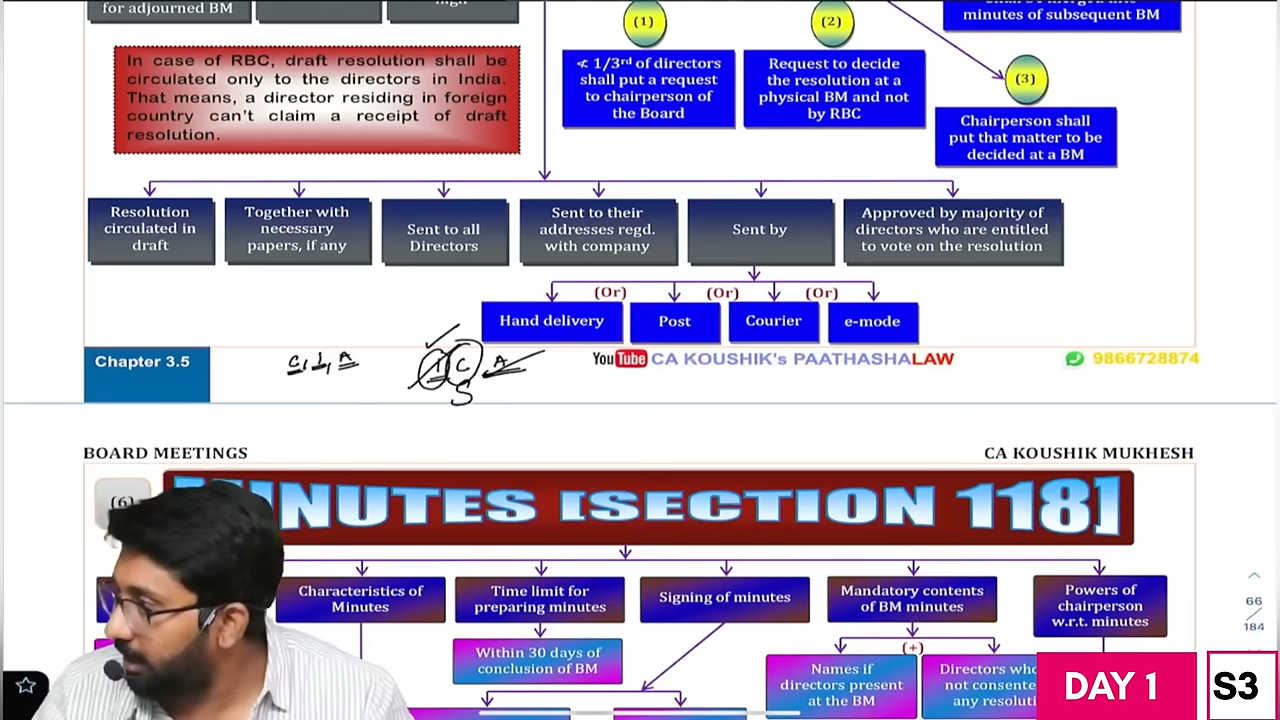 for adjourned BM
In case of RBC, draft resolution shall be
circulated only to the directors in India.
That means, a director residing in foreign
country can't claim a receipt of draft
resolution.
(1)
≮ 1/3rd of directors
shall put a request
to chairperson of
the Board
(2)
Request to decide
the resolution at a
physical BM and not
by RBC
minutes of subsequent BM
(3)
Chairperson shall
put that matter to be
decided at a BM
Resolution
circulated in
draft
Together with
necessary
papers, if any
Sent to all
Directors
Sent to their
addresses regd.
with company
Sent by
Approved by majority of
directors who are entitled
to vote on the resolution
(Or)
(Or)
(Or)
Hand delivery
Post
Courier
e-mode
Chapter 3.5
C, I, A
C A
S
YouTube CA KOUSHIK's PAATHASHALAW
9866728874
BOARD MEETINGS
CA KOUSHIK MUKHESH
(6)
MINUTES [SECTION 118]
Characteristics of
Minutes
Time limit for
preparing minutes
Signing of minutes
Mandatory contents
of BM minutes
Powers of
chairperson
w.r.t. minutes
Within 30 days of
conclusion of BM
(+)
Names if
directors present
at the BM
Directors who
not consente
any resoluti
66
184
DAY 1
S3